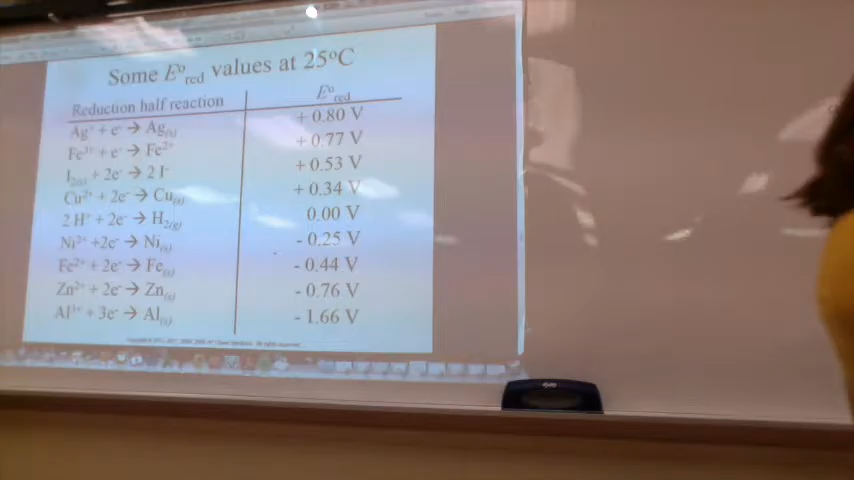 Some E°red values at 25°C
Reduction half reaction E°red
Ag⁺ + e⁻ → Ag(s) + 0.80 V
Fe³⁺ + e⁻ → Fe²⁺ + 0.77 V
I₂(s) + 2e⁻ → 2 I⁻ + 0.53 V
Cu²⁺ + 2e⁻ → Cu(s) + 0.34 V
2 H⁺ + 2e⁻ → H₂(g) 0.00 V
Ni²⁺ +2e⁻ → Ni(s) - 0.25 V
Fe²⁺ + 2e⁻ → Fe(s) - 0.44 V
Zn²⁺ + 2e⁻ → Zn(s) - 0.76 V
Al³⁺ + 3e⁻ → Al(s) - 1.66 V